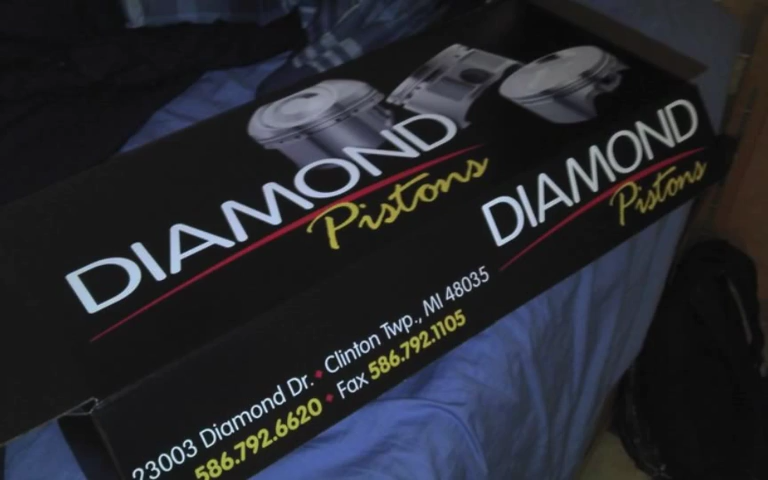 DIAMOND
Pistons
DIAMOND
Pistons
23003 Diamond Dr. • Clinton Twp., MI 48035
586.792.6620 • Fax 586.792.1105